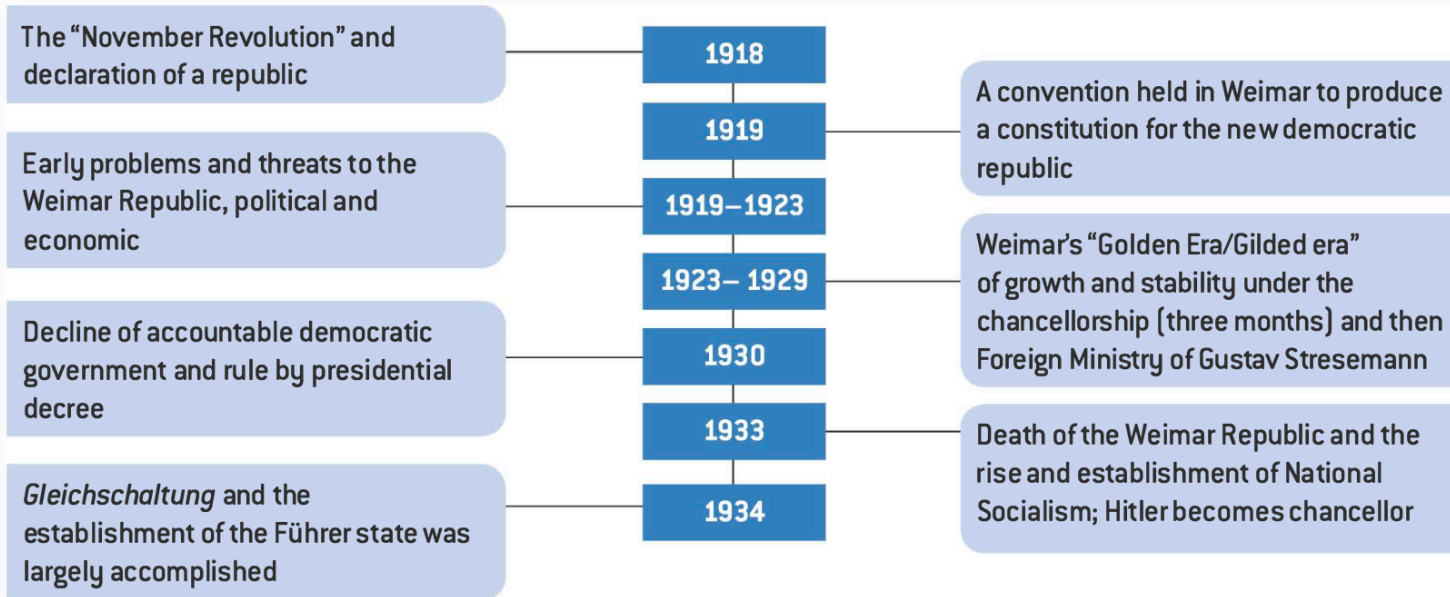 The “November Revolution” and
declaration of a republic
1918
1919
A convention held in Weimar to produce
a constitution for the new democratic
republic
Early problems and threats to the
Weimar Republic, political and
economic
1919–1923
1923– 1929
Weimar’s “Golden Era/Gilded era”
of growth and stability under the
chancellorship (three months) and then
Foreign Ministry of Gustav Stresemann
Decline of accountable democratic
government and rule by presidential
decree
1930
1933
Death of the Weimar Republic and the
rise and establishment of National
Socialism; Hitler becomes chancellor
Gleichschaltung and the
establishment of the Führer state was
largely accomplished
1934